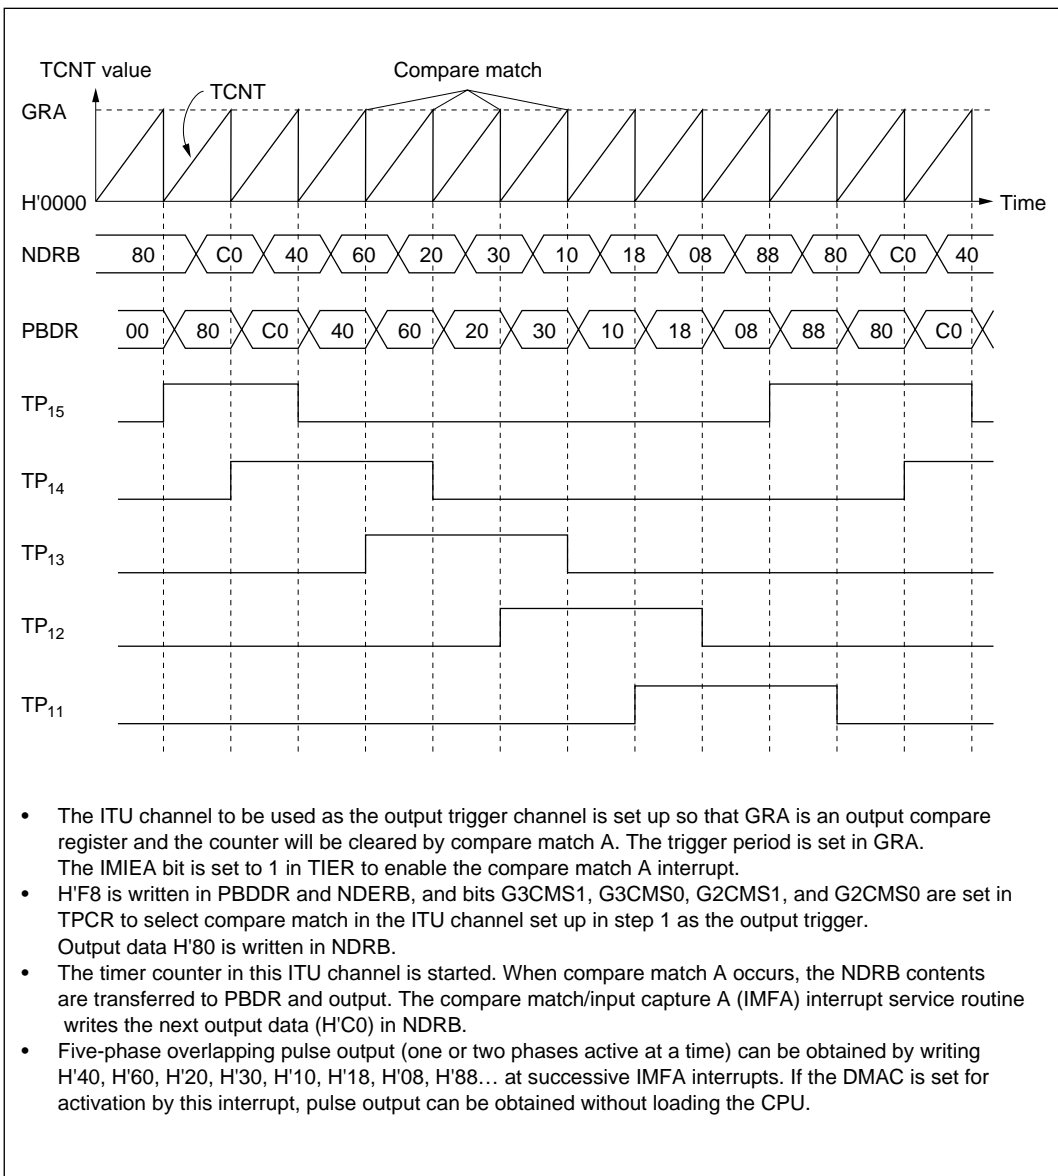 TCNT value
Compare match
TCNT
GRA
H'0000
Time
NDRB 80 C0 40 60 20 30 10 18 08 88 80 C0 40
PBDR 00 80 C0 40 60 20 30 10 18 08 88 80 C0
TP15
TP14
TP13
TP12
TP11
• The ITU channel to be used as the output trigger channel is set up so that GRA is an output compare
register and the counter will be cleared by compare match A. The trigger period is set in GRA.
The IMIEA bit is set to 1 in TIER to enable the compare match A interrupt.
• H'F8 is written in PBDDR and NDERB, and bits G3CMS1, G3CMS0, G2CMS1, and G2CMS0 are set in
TPCR to select compare match in the ITU channel set up in step 1 as the output trigger.
Output data H'80 is written in NDRB.
• The timer counter in this ITU channel is started. When compare match A occurs, the NDRB contents
are transferred to PBDR and output. The compare match/input capture A (IMFA) interrupt service routine
writes the next output data (H'C0) in NDRB.
• Five-phase overlapping pulse output (one or two phases active at a time) can be obtained by writing
H'40, H'60, H'20, H'30, H'10, H'18, H'08, H'88… at successive IMFA interrupts. If the DMAC is set for
activation by this interrupt, pulse output can be obtained without loading the CPU.